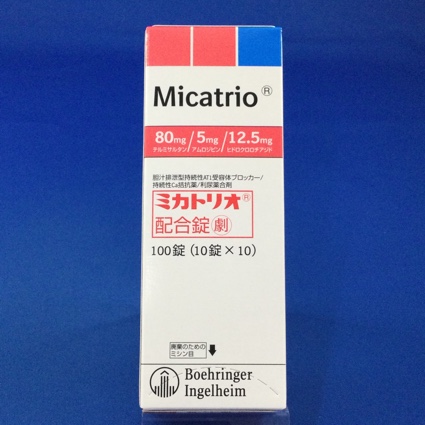 Micatrio®
80mg/5mg/12.5mg
テルミサルタン/アムロジピン/ヒドロクロロチアジド
胆汁排泄型持続性AT1受容体ブロッカー/
持続性Ca拮抗薬/利尿薬合剤
ミカトリオ®
配合錠 劇
100錠 (10錠×10)
廃棄のための
ミシン目
Boehringer
Ingelheim